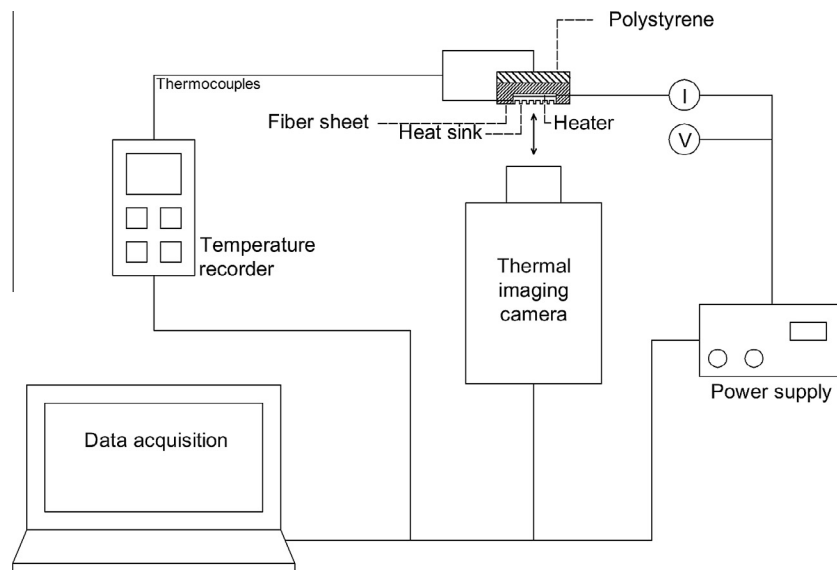 Polystyrene
Thermocouples
I
Fiber sheet
Heater
Heat sink
V
Temperature
recorder
Thermal
imaging
camera
Power supply
Data acquisition